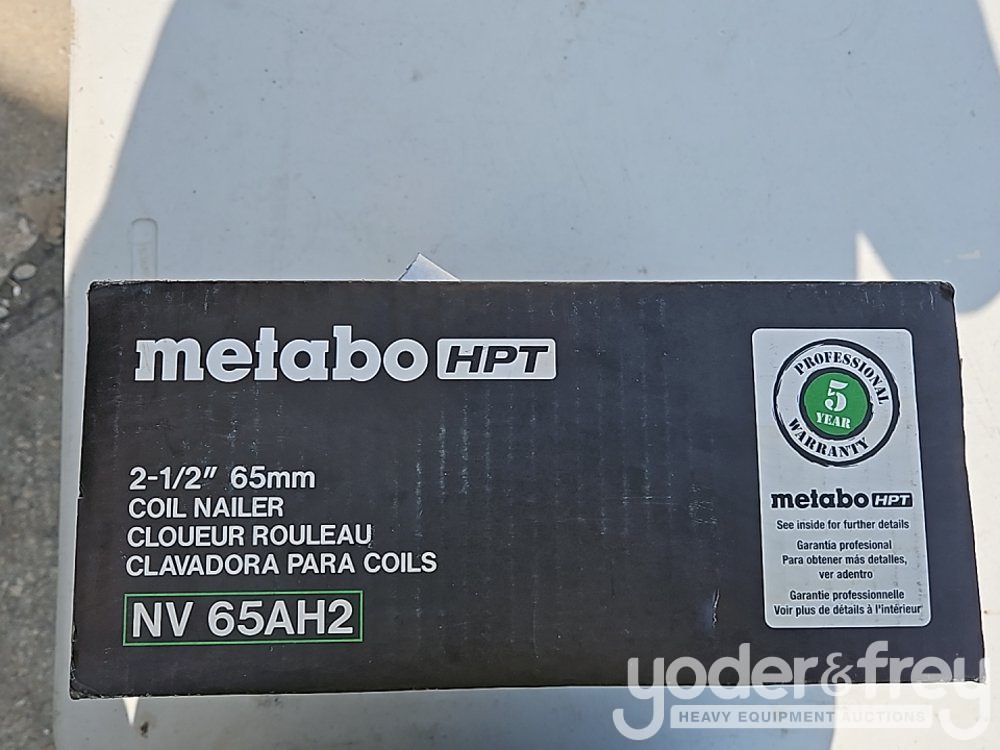 metabo HPT
2-1/2" 65mm
COIL NAILER
CLOUEUR ROULEAU
CLAVADORA PARA COILS
NV 65AH2
PROFESSIONAL
5
YEAR
WARRANTY
metabo HPT
See inside for further details
Garantía profesional
Para obtener más detalles,
ver adentro
Garantie professionnelle
Voir plus de détails à l'intérieur
yoder&frey
HEAVY EQUIPMENT AUCTIONS